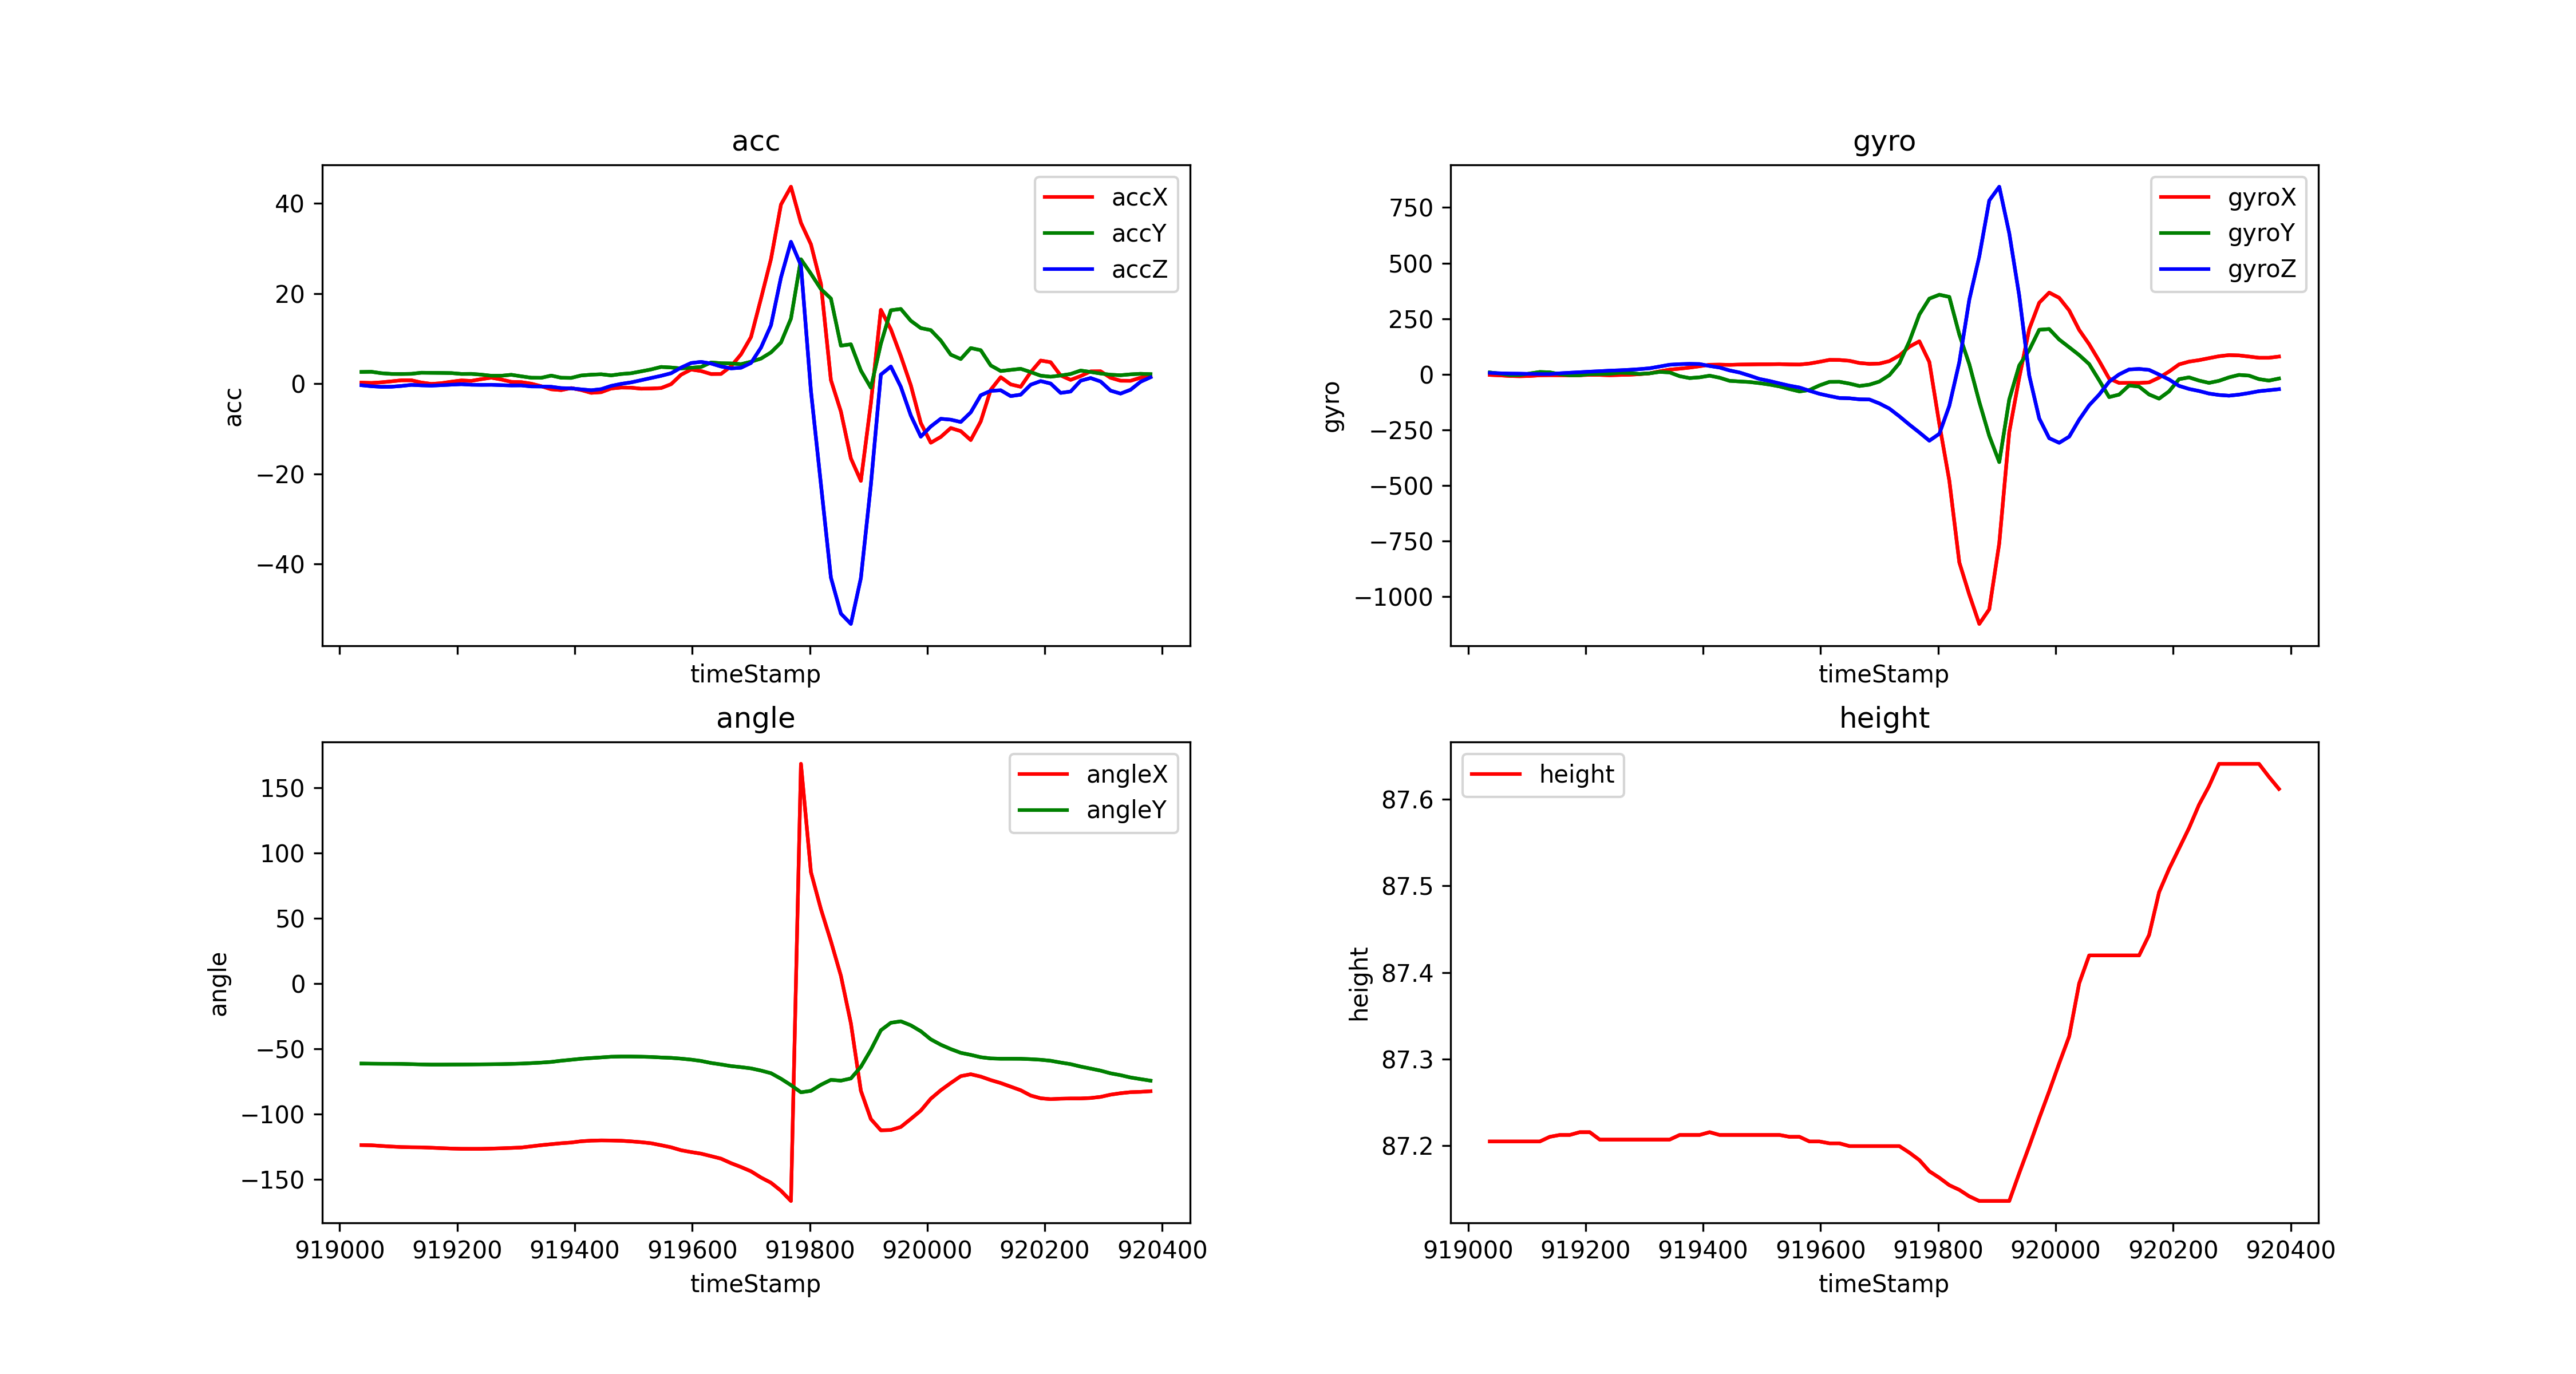 acc
40
20
0
−20
−40
acc
accX
accY
accZ
timeStamp
gyro
750
500
250
0
−250
−500
−750
−1000
gyro
gyroX
gyroY
gyroZ
timeStamp
angle
150
100
50
0
−50
−100
−150
angle
angleX
angleY
919000 919200 919400 919600 919800 920000 920200 920400
timeStamp
height
87.6
87.5
87.4
87.3
87.2
height
height
919000 919200 919400 919600 919800 920000 920200 920400
timeStamp